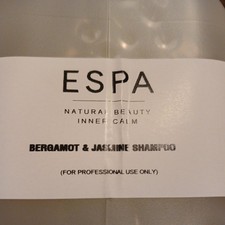 ESPA
NATURAL BEAUTY
INNER CALM
BERGAMOT & JASMINE SHAMPOO
(FOR PROFESSIONAL USE ONLY)